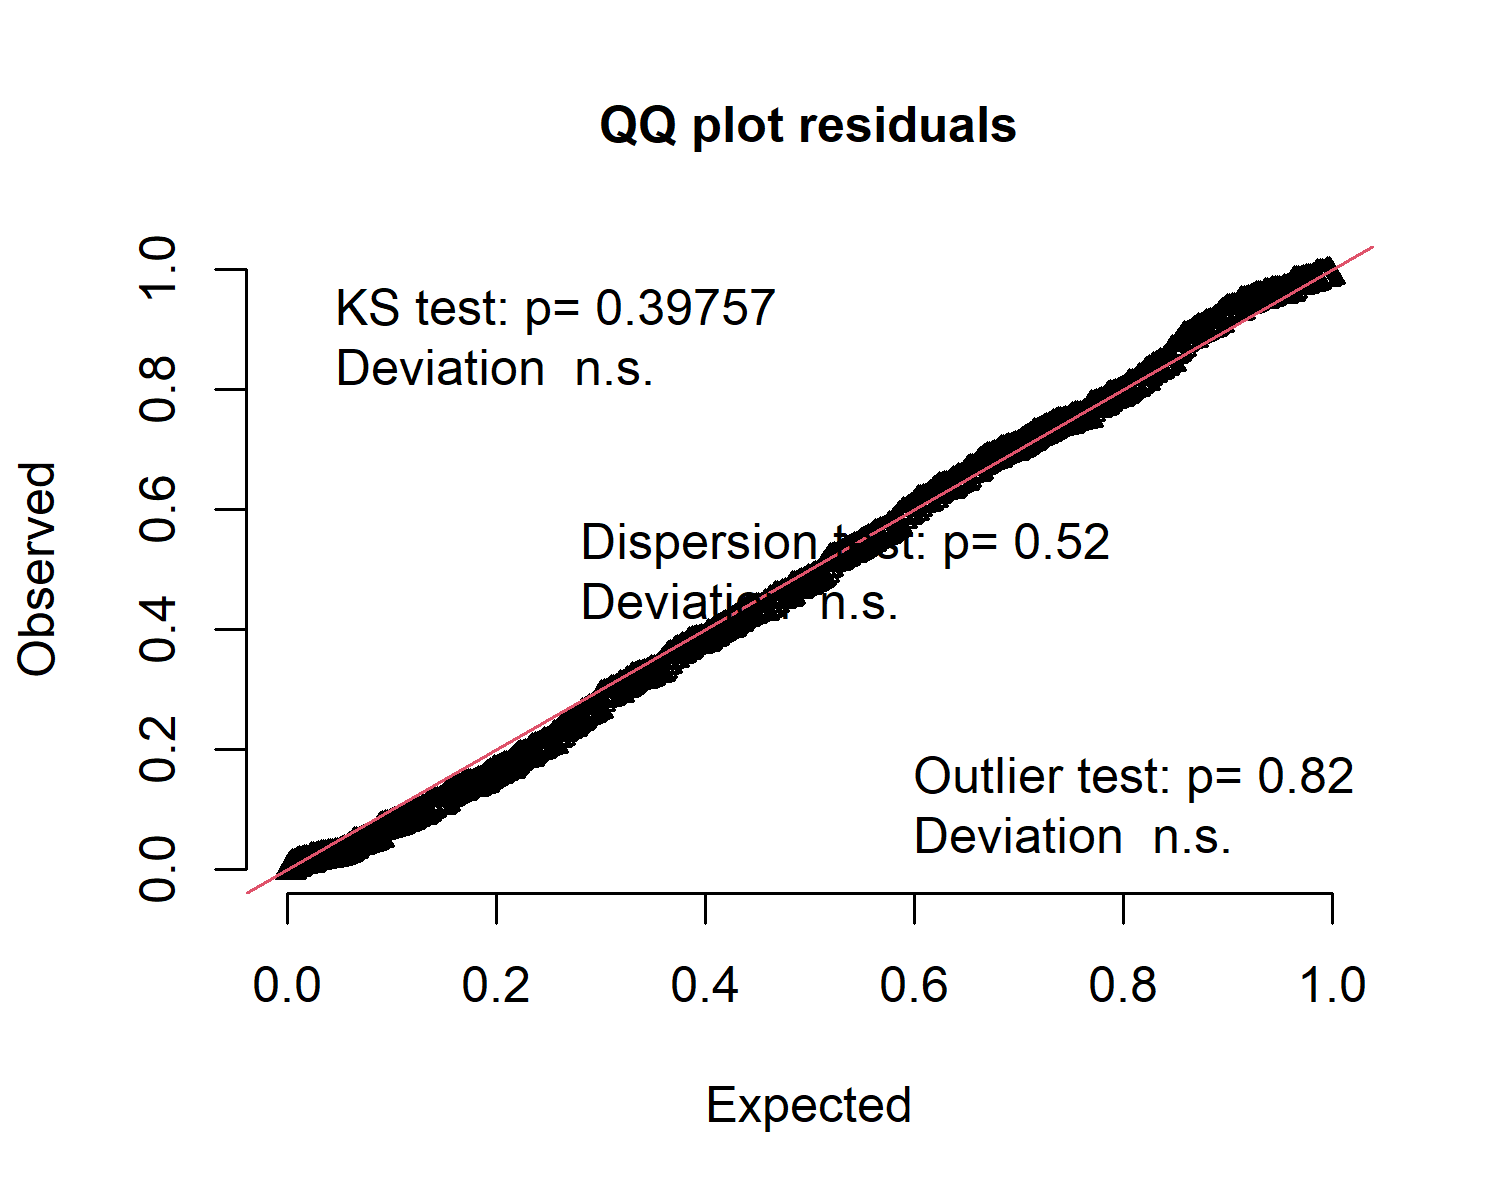 QQ plot residuals
KS test: p= 0.39757
Deviation  n.s.
Dispersion test: p= 0.52
Deviation  n.s.
Outlier test: p= 0.82
Deviation  n.s.
Observed
0.0 0.2 0.4 0.6 0.8 1.0
0.0 0.2 0.4 0.6 0.8 1.0
Expected